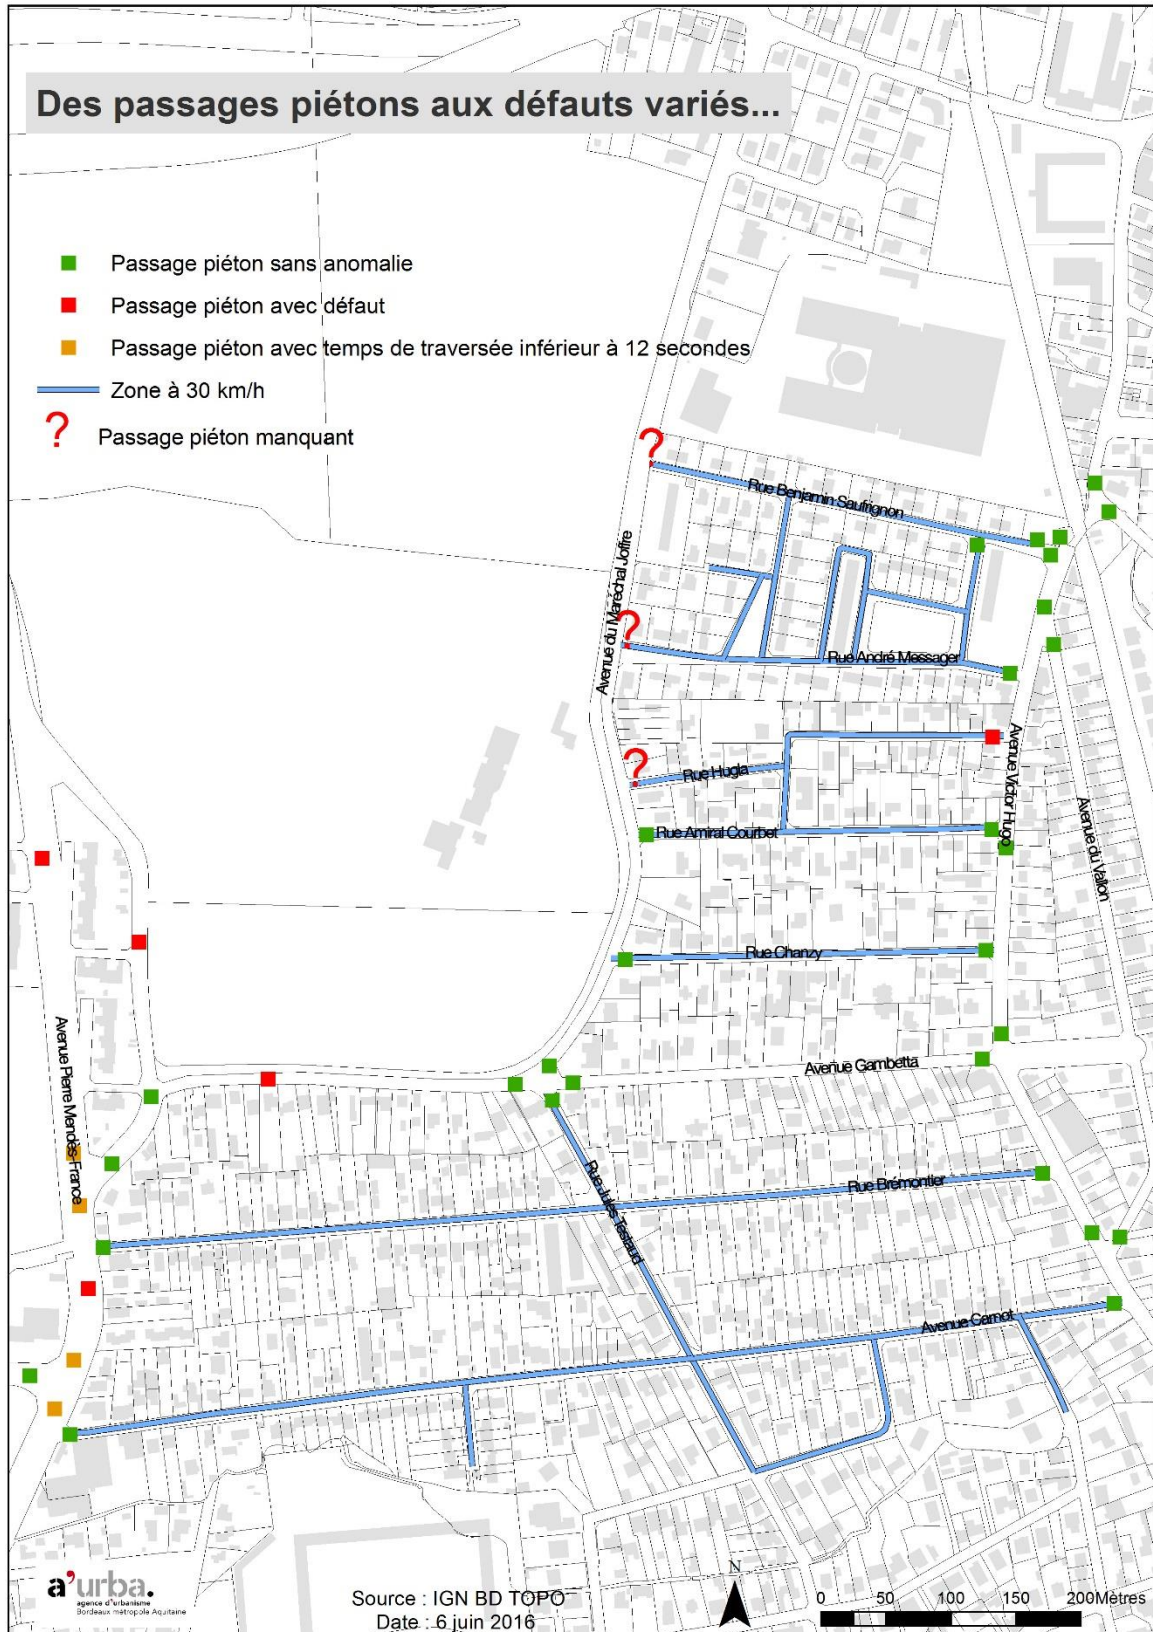 Des passages piétons aux défauts variés...
Passage piéton sans anomalie
Passage piéton avec défaut
Passage piéton avec temps de traversée inférieur à 12 secondes
Zone à 30 km/h
? Passage piéton manquant
?
Rue Benjamin Saufrignon
Avenue du Maréchal Joffre
?
Rue André Messager
?
Rue Hugla
Avenue Victor Hugo
Rue Amiral Courbet
Avenue du Vallon
Rue Chanzy
Avenue Gambetta
Avenue Pierre Mendès-France
Rue Brémontier
Rue Jules Testaud
Avenue Carnot
a'urba.
agence d'urbanisme
Bordeaux métropole Aquitaine
Source : IGN BD TOPO
Date : 6 juin 2016
N
0 50 100 150 200 Mètres